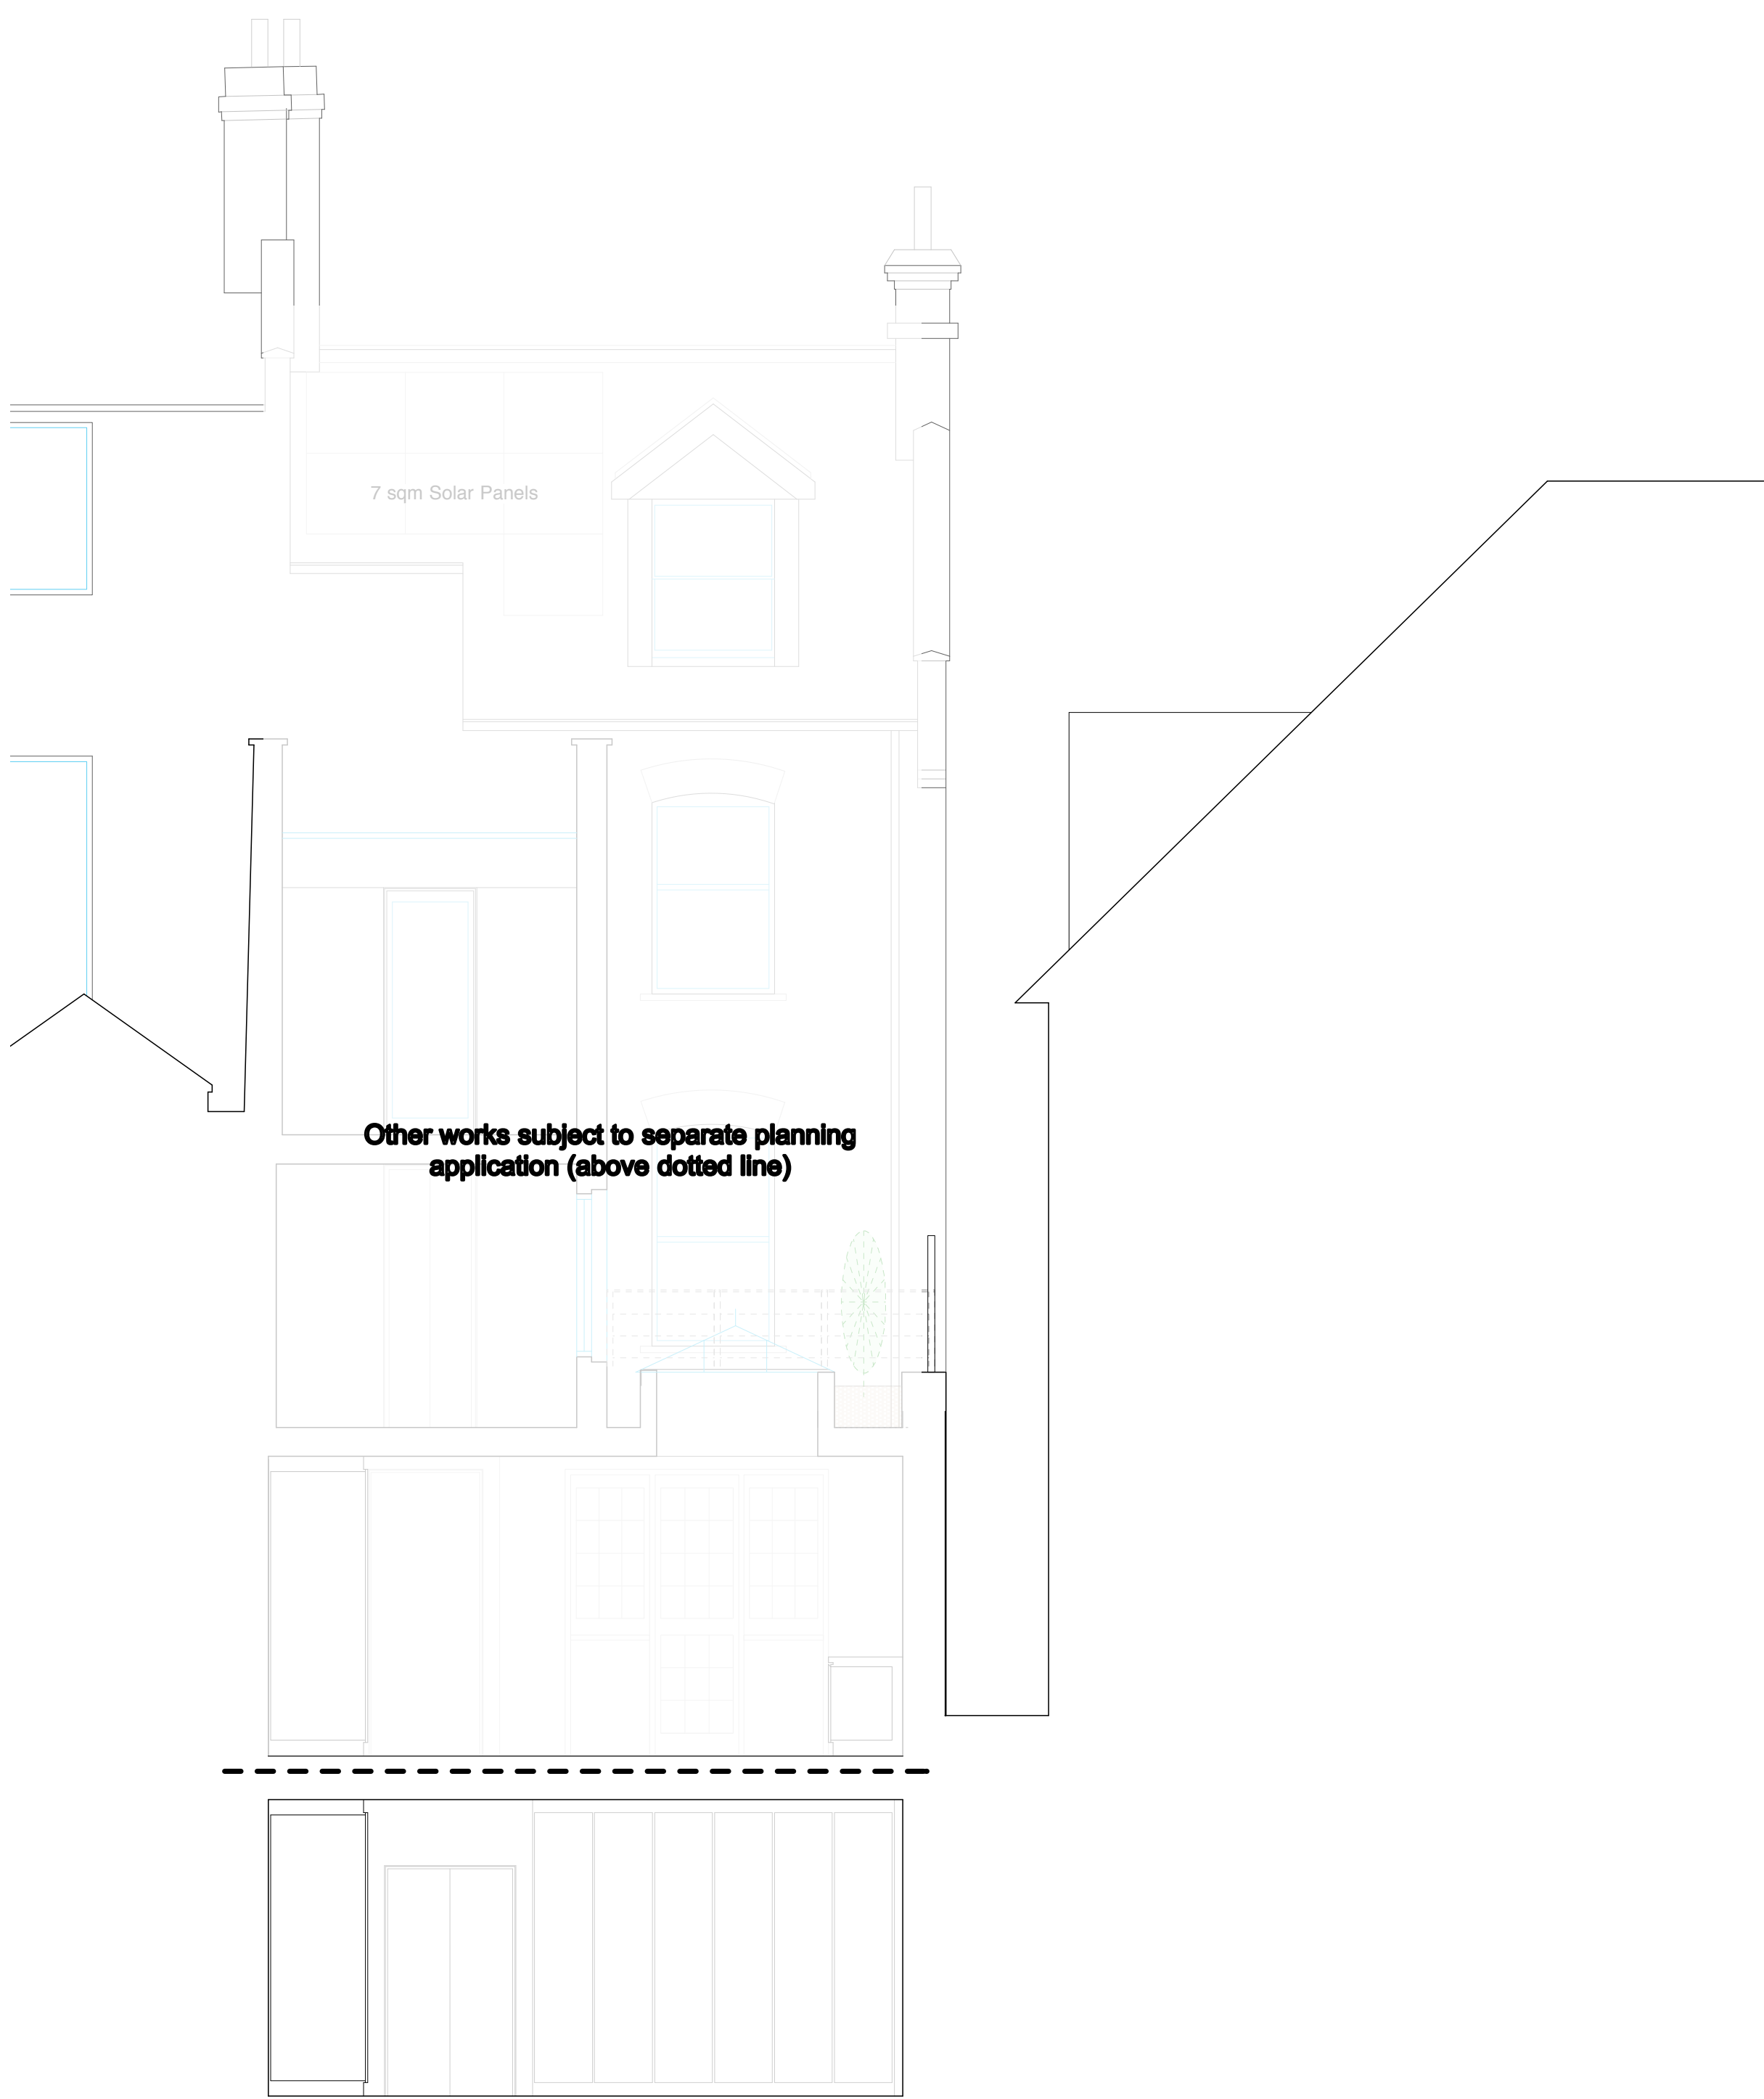 7 sqm Solar Panels
Other works subject to separate planning
application (above dotted line)